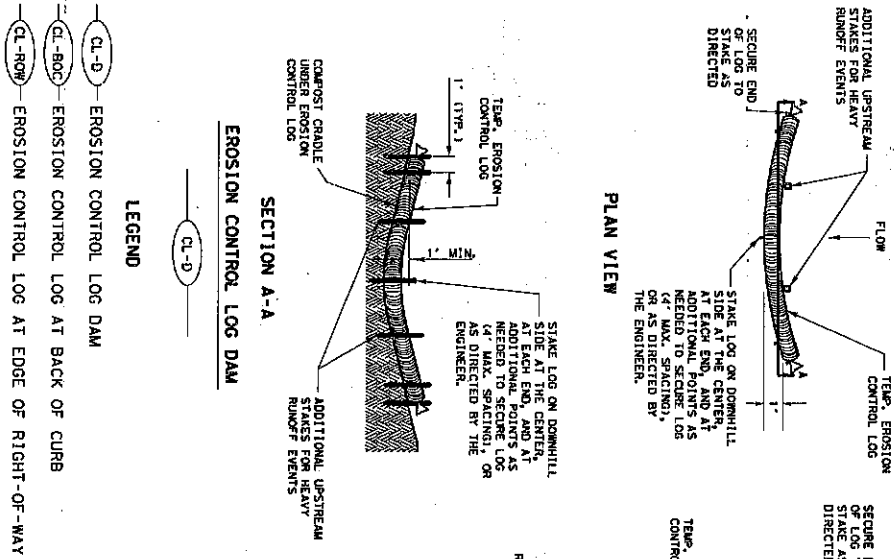 ADDITIONAL UPSTREAM
STAKES FOR HEAVY
RUNOFF EVENTS
FLOW
TEMP. EROSION
CONTROL LOG
SECURE END
OF LOG TO
STAKE AS
DIRECTED
A
A
1'
STAKE LOG ON DOWNHILL
SIDE AT THE CENTER,
AT EACH END, AND AT
ADDITIONAL POINTS AS
NEEDED TO SECURE LOG
(4' MAX. SPACING),
OR AS DIRECTED BY
THE ENGINEER.
PLAN VIEW
TEMP. EROSION
CONTROL LOG
1' (TYP.)
1' MIN.
STAKE LOG ON DOWNHILL
SIDE AT THE CENTER,
AT EACH END, AND AT
ADDITIONAL POINTS AS
NEEDED TO SECURE LOG
(4' MAX. SPACING), OR
AS DIRECTED BY THE
ENGINEER.
COMPOST CRADLE
UNDER EROSION
CONTROL LOG
ADDITIONAL UPSTREAM
STAKES FOR HEAVY
RUNOFF EVENTS
SECTION A-A
EROSION CONTROL LOG DAM
CL-D
LEGEND
CL-D EROSION CONTROL LOG DAM
CL-BOC EROSION CONTROL LOG AT BACK OF CURB
CL-ROW EROSION CONTROL LOG AT EDGE OF RIGHT-OF-WAY
SECURE
OF LOG
STAKE AS
DIRECTED
TEMP.